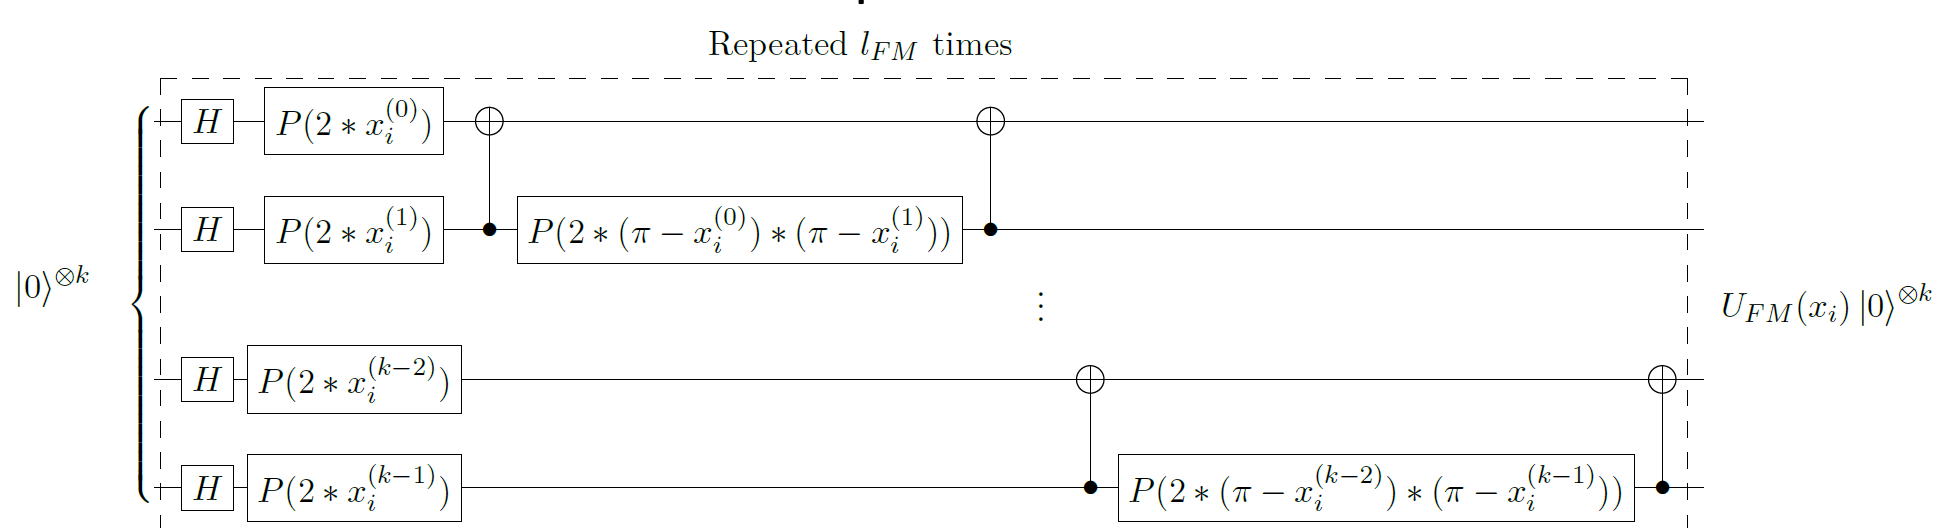 Repeated l_{FM} times
H P(2 * x_i^{(0)})
H P(2 * x_i^{(1)}) P(2 * (π − x_i^{(0)}) * (π − x_i^{(1)}))
|0⟩^{⊗k}
⋮
U_{FM}(x_i) |0⟩^{⊗k}
H P(2 * x_i^{(k−2)})
H P(2 * x_i^{(k−1)}) P(2 * (π − x_i^{(k−2)}) * (π − x_i^{(k−1)}))